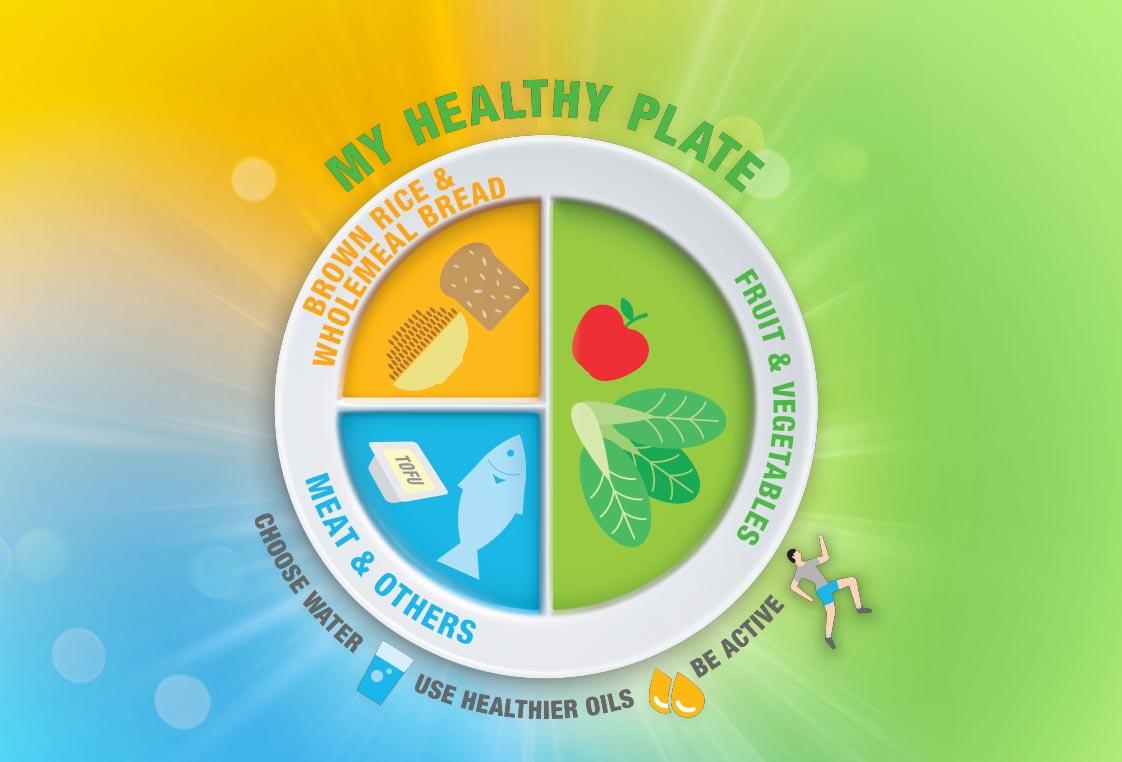 MY HEALTHY PLATE
BROWN RICE &
WHOLEMEAL BREAD
FRUIT & VEGETABLES
TOFU
MEAT & OTHERS
CHOOSE WATER
USE HEALTHIER OILS
BE ACTIVE